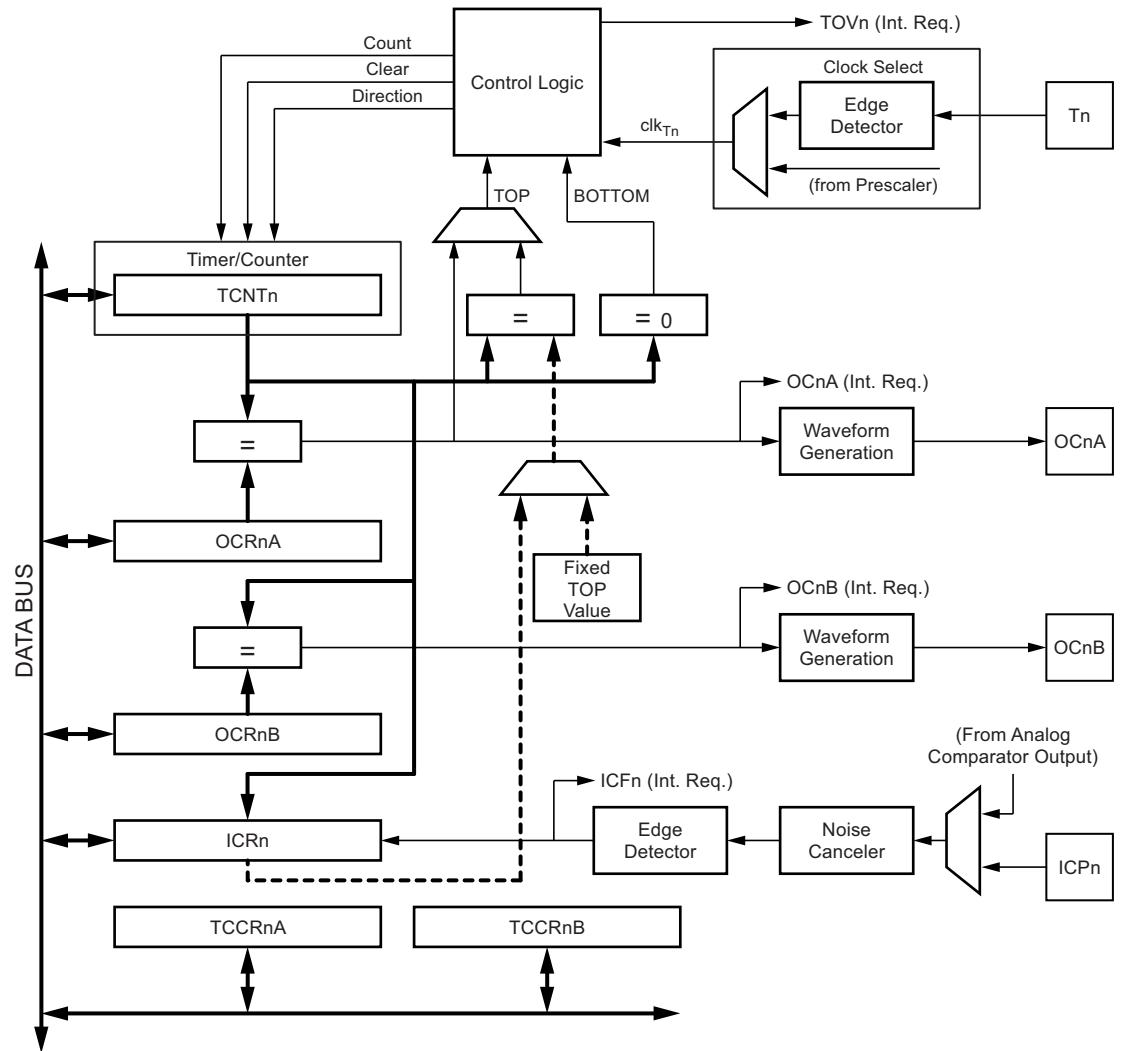 TOVn (Int. Req.)
Count
Clear
Direction
Control Logic
Clock Select
Edge
Detector
Tn
clkTn
(from Prescaler)
TOP
BOTTOM
Timer/Counter
TCNTn
=
= 0
OCnA (Int. Req.)
=
Waveform
Generation
OCnA
OCRnA
Fixed
TOP
Value
DATA BUS
OCnB (Int. Req.)
=
Waveform
Generation
OCnB
OCRnB
(From Analog
Comparator Output)
ICFn (Int. Req.)
ICRn
Edge
Detector
Noise
Canceler
ICPn
TCCRnA
TCCRnB